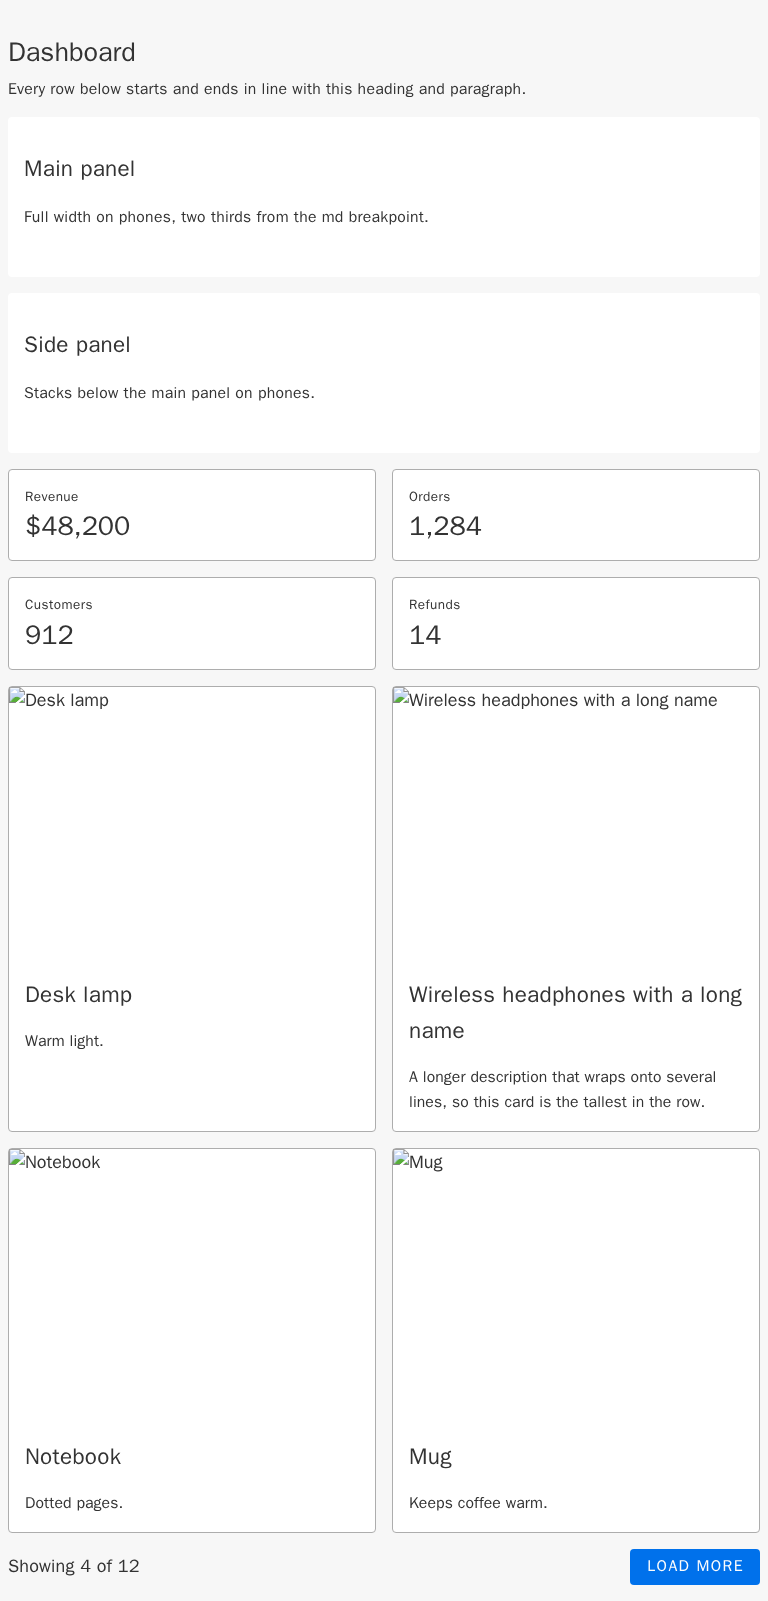 Dashboard
Every row below starts and ends in line with this heading and paragraph.
Main panel
Full width on phones, two thirds from the md breakpoint.
Side panel
Stacks below the main panel on phones.
Revenue
$48,200
Orders
1,284
Customers
912
Refunds
14
Desk lamp
Desk lamp
Warm light.
Wireless headphones with a long name
Wireless headphones with a long
name
A longer description that wraps onto several
lines, so this card is the tallest in the row.
Notebook
Notebook
Dotted pages.
Mug
Mug
Keeps coffee warm.
Showing 4 of 12
LOAD MORE